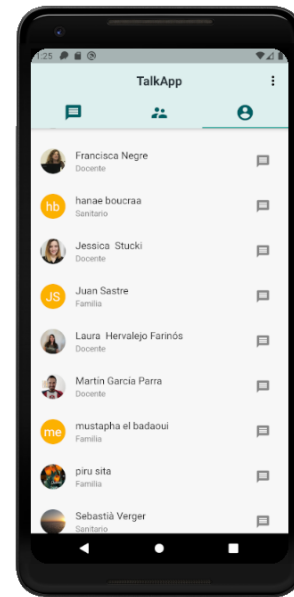 1:25
TalkApp
Francisca Negre
Docente
hb
hanae boucraa
Sanitario
Jessica Stucki
Docente
JS
Juan Sastre
Familia
Laura Hervalejo Farinós
Docente
Martín García Parra
Docente
me
mustapha el badaoui
Familia
piru sita
Familia
Sebastià Verger
Sanitario